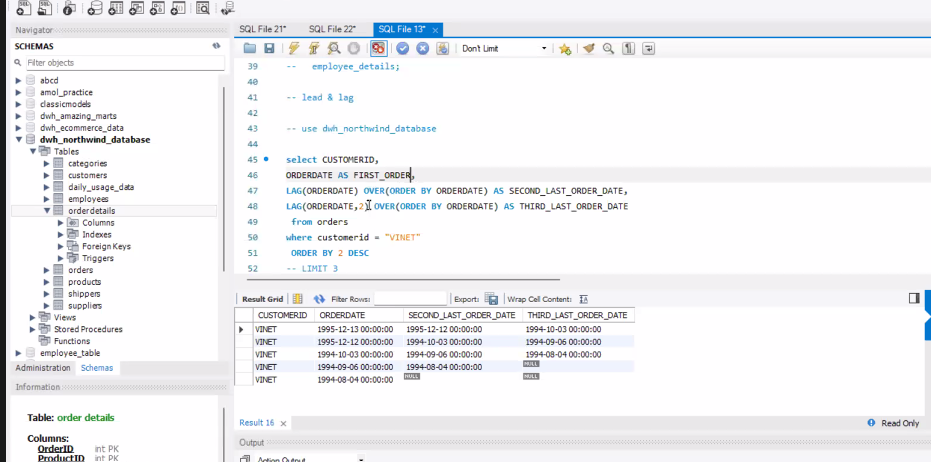 SQL File 21*
SQL File 22*
SQL File 13*
Navigator
SCHEMAS
Filter objects
abcd
amol_practice
classicmodels
dwh_amazing_marts
dwh_ecommerce_data
dwh_northwind_database
Tables
categories
customers
daily_usage_data
employees
orderdetails
Columns
Indexes
Foreign Keys
Triggers
orders
products
shippers
suppliers
Views
Stored Procedures
Functions
employee_table
Administration Schemas
Information
Table: order details
Columns:
OrderID int PK
ProductID int PK
Don't Limit
39 -- employee_details;
40
41 -- lead & lag
42
43 -- use dwh_northwind_database
44
45 select CUSTOMERID,
46 ORDERDATE AS FIRST_ORDER,
47 LAG(ORDERDATE) OVER(ORDER BY ORDERDATE) AS SECOND_LAST_ORDER_DATE,
48 LAG(ORDERDATE,2) OVER(ORDER BY ORDERDATE) AS THIRD_LAST_ORDER_DATE
49 from orders
50 where customerid = "VINET"
51 ORDER BY 2 DESC
52 -- LIMIT 3
Result Grid Filter Rows: Export: Wrap Cell Content:
CUSTOMERID ORDERDATE SECOND_LAST_ORDER_DATE THIRD_LAST_ORDER_DATE
VINET 1995-12-13 00:00:00 1995-12-12 00:00:00 1994-10-03 00:00:00
VINET 1995-12-12 00:00:00 1994-10-03 00:00:00 1994-09-06 00:00:00
VINET 1994-10-03 00:00:00 1994-09-06 00:00:00 1994-08-04 00:00:00
VINET 1994-09-06 00:00:00 1994-08-04 00:00:00 NULL
VINET 1994-08-04 00:00:00 NULL NULL
Result 16
Read Only
Output
Action Output